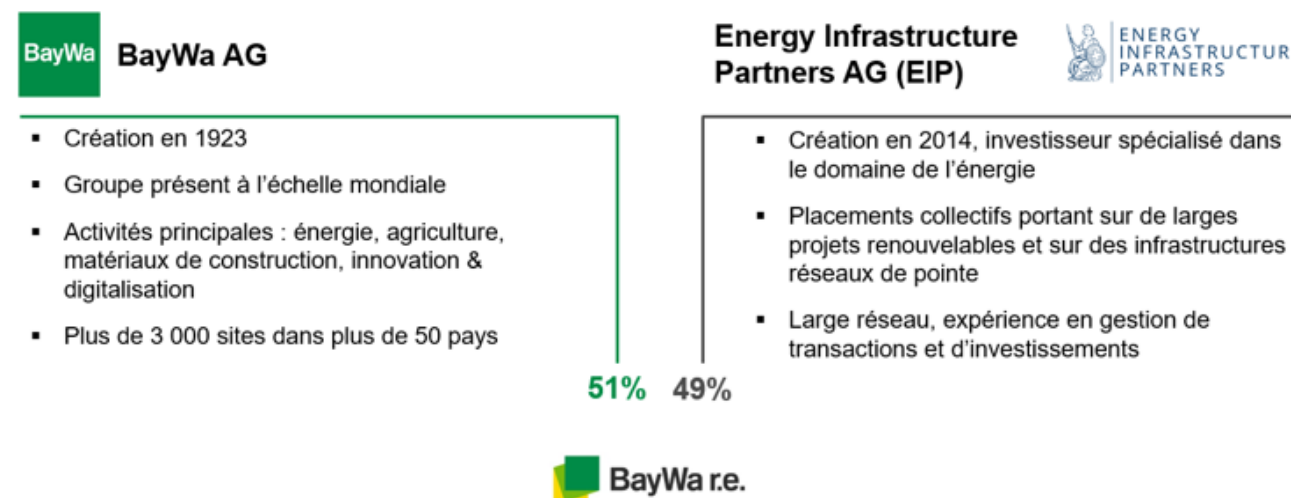 BayWa
BayWa AG
Création en 1923
Groupe présent à l'échelle mondiale
Activités principales : énergie, agriculture,
matériaux de construction, innovation &
digitalisation
Plus de 3 000 sites dans plus de 50 pays
51%
Energy Infrastructure
Partners AG (EIP)
ENERGY
INFRASTRUCTUR
PARTNERS
Création en 2014, investisseur spécialisé dans
le domaine de l'énergie
Placements collectifs portant sur de larges
projets renouvelables et sur des infrastructures
réseaux de pointe
Large réseau, expérience en gestion de
transactions et d'investissements
49%
BayWa r.e.